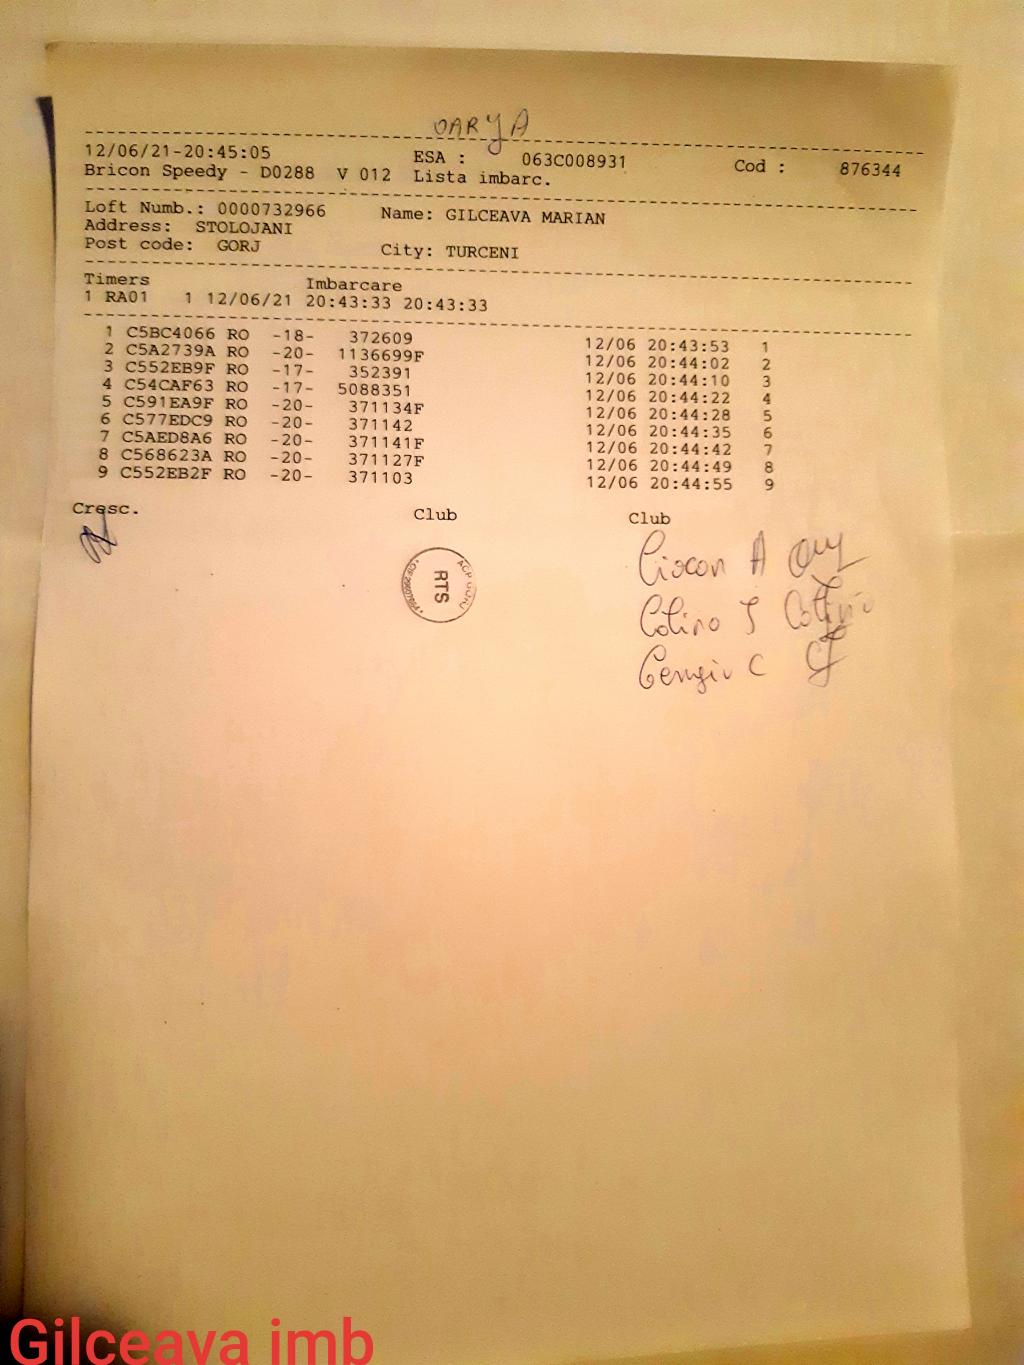 OARYA
12/06/21-20:45:05 ESA : 063C008931 Cod : 876344
Bricon Speedy - D0288 V 012 Lista imbarc.
Loft Numb.: 0000732966 Name: GILCEAVA MARIAN
Address: STOLOJANI
Post code: GORJ City: TURCENI
Timers Imbarcare
1 RA01 1 12/06/21 20:43:33 20:43:33
1 C5BC4066 RO -18- 372609 12/06 20:43:53 1
2 C5A2739A RO -20- 1136699F 12/06 20:44:02 2
3 C552EB9F RO -17- 352391 12/06 20:44:10 3
4 C54CAF63 RO -17- 5088351 12/06 20:44:22 4
5 C591EA9F RO -20- 371134F 12/06 20:44:28 5
6 C577EDC9 RO -20- 371142 12/06 20:44:35 6
7 C5AED8A6 RO -20- 371141F 12/06 20:44:42 7
8 C568623A RO -20- 371127F 12/06 20:44:49 8
9 C552EB2F RO -20- 371103 12/06 20:44:55 9
Cresc. Club Club
RTS
Ciocan A
C
Gilceava imb